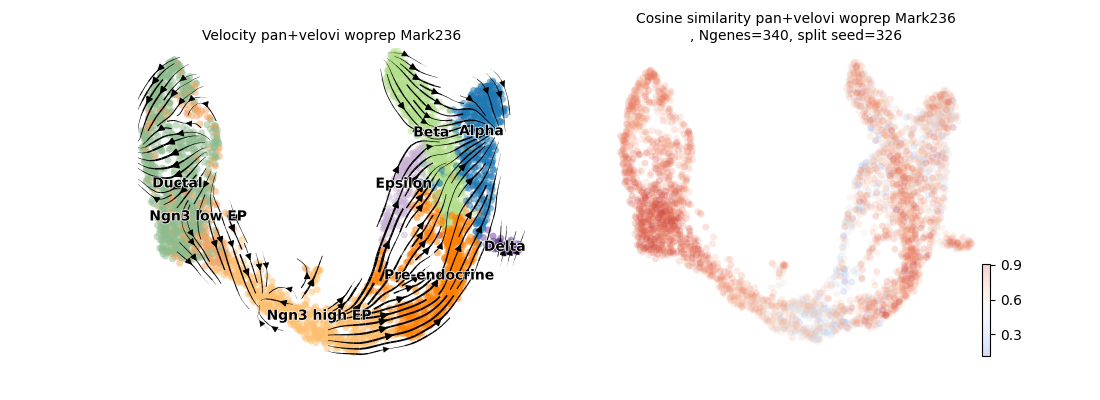 Velocity pan+velovi woprep Mark236
Beta
Alpha
Epsilon
Ductal
Ngn3 low EP
Delta
Pre-endocrine
Ngn3 high EP
Cosine similarity pan+velovi woprep Mark236
, Ngenes=340, split seed=326
0.9
0.6
0.3